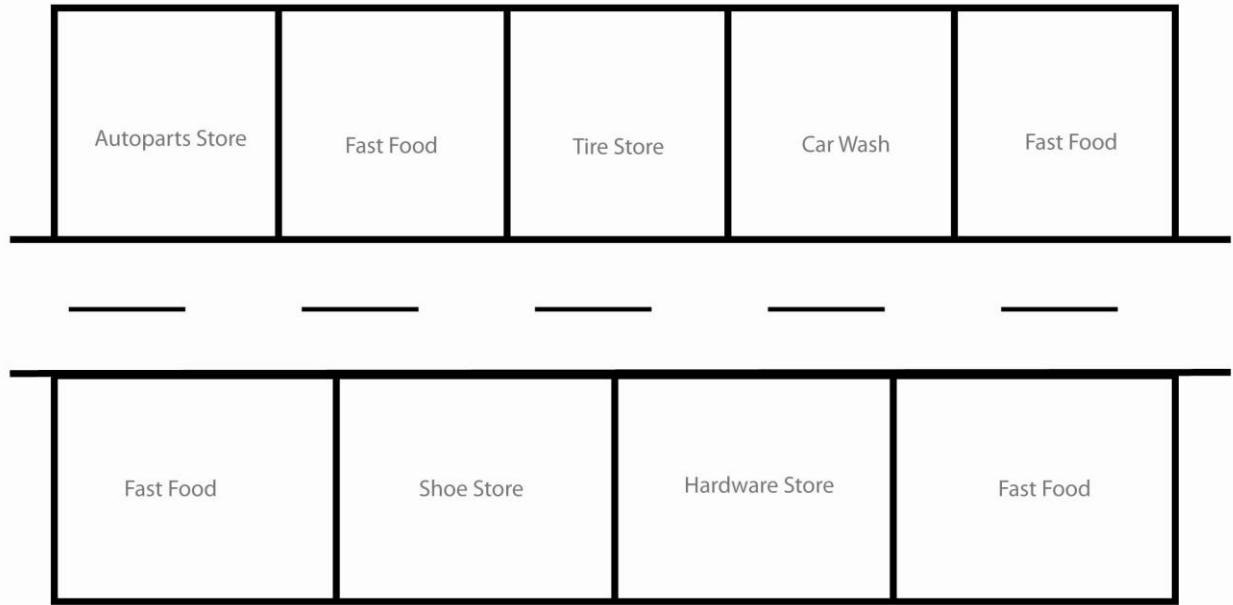 Autoparts Store
Fast Food
Tire Store
Car Wash
Fast Food
Fast Food
Shoe Store
Hardware Store
Fast Food